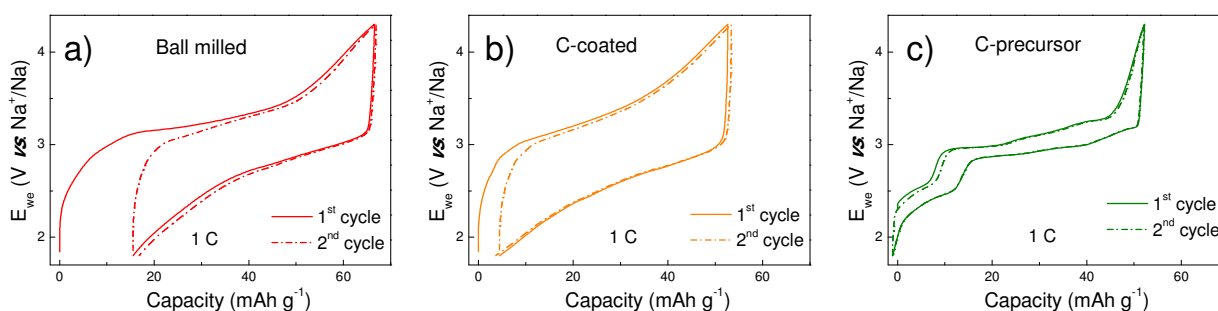 a)
Ball milled
1st cycle
2nd cycle
1 C
4
3
2
E_we (V vs. Na⁺/Na)
0 20 40 60
Capacity (mAh g⁻¹)
b)
C-coated
1st cycle
2nd cycle
1 C
4
3
2
E_we (V vs. Na⁺/Na)
0 20 40 60
Capacity (mAh g⁻¹)
c)
C-precursor
1st cycle
2nd cycle
1 C
4
3
2
E_we (V vs. Na⁺/Na)
0 20 40 60
Capacity (mAh g⁻¹)